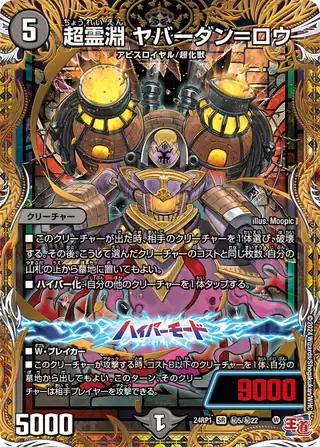 5
ちょうれいえん
超霊淵 ヤバーダン=ロウ
アビスロイヤル/超化獣
クリーチャー
illus. Moopic
■このクリーチャーが出た時、相手のクリーチャーを1体選び、破壊
する。その後、こうして選んだクリーチャーのコストと同じ枚数、自分の
山札の上から墓地に置いてもよい。
■ハイパー化-自分の他のクリーチャーを1体タップする。
ハイパーモード
■W・ブレイカー
■このクリーチャーが攻撃する時、コスト8以下のクリーチャーを1体、自分の
墓地から出してもよい。このターン、そのクリ
ーチャーは相手プレイヤーを攻撃できる。
9000
5000
24RP1 SR 秘5/秘22 W
王道
©2024 Wizards/Shogakukan/WHC